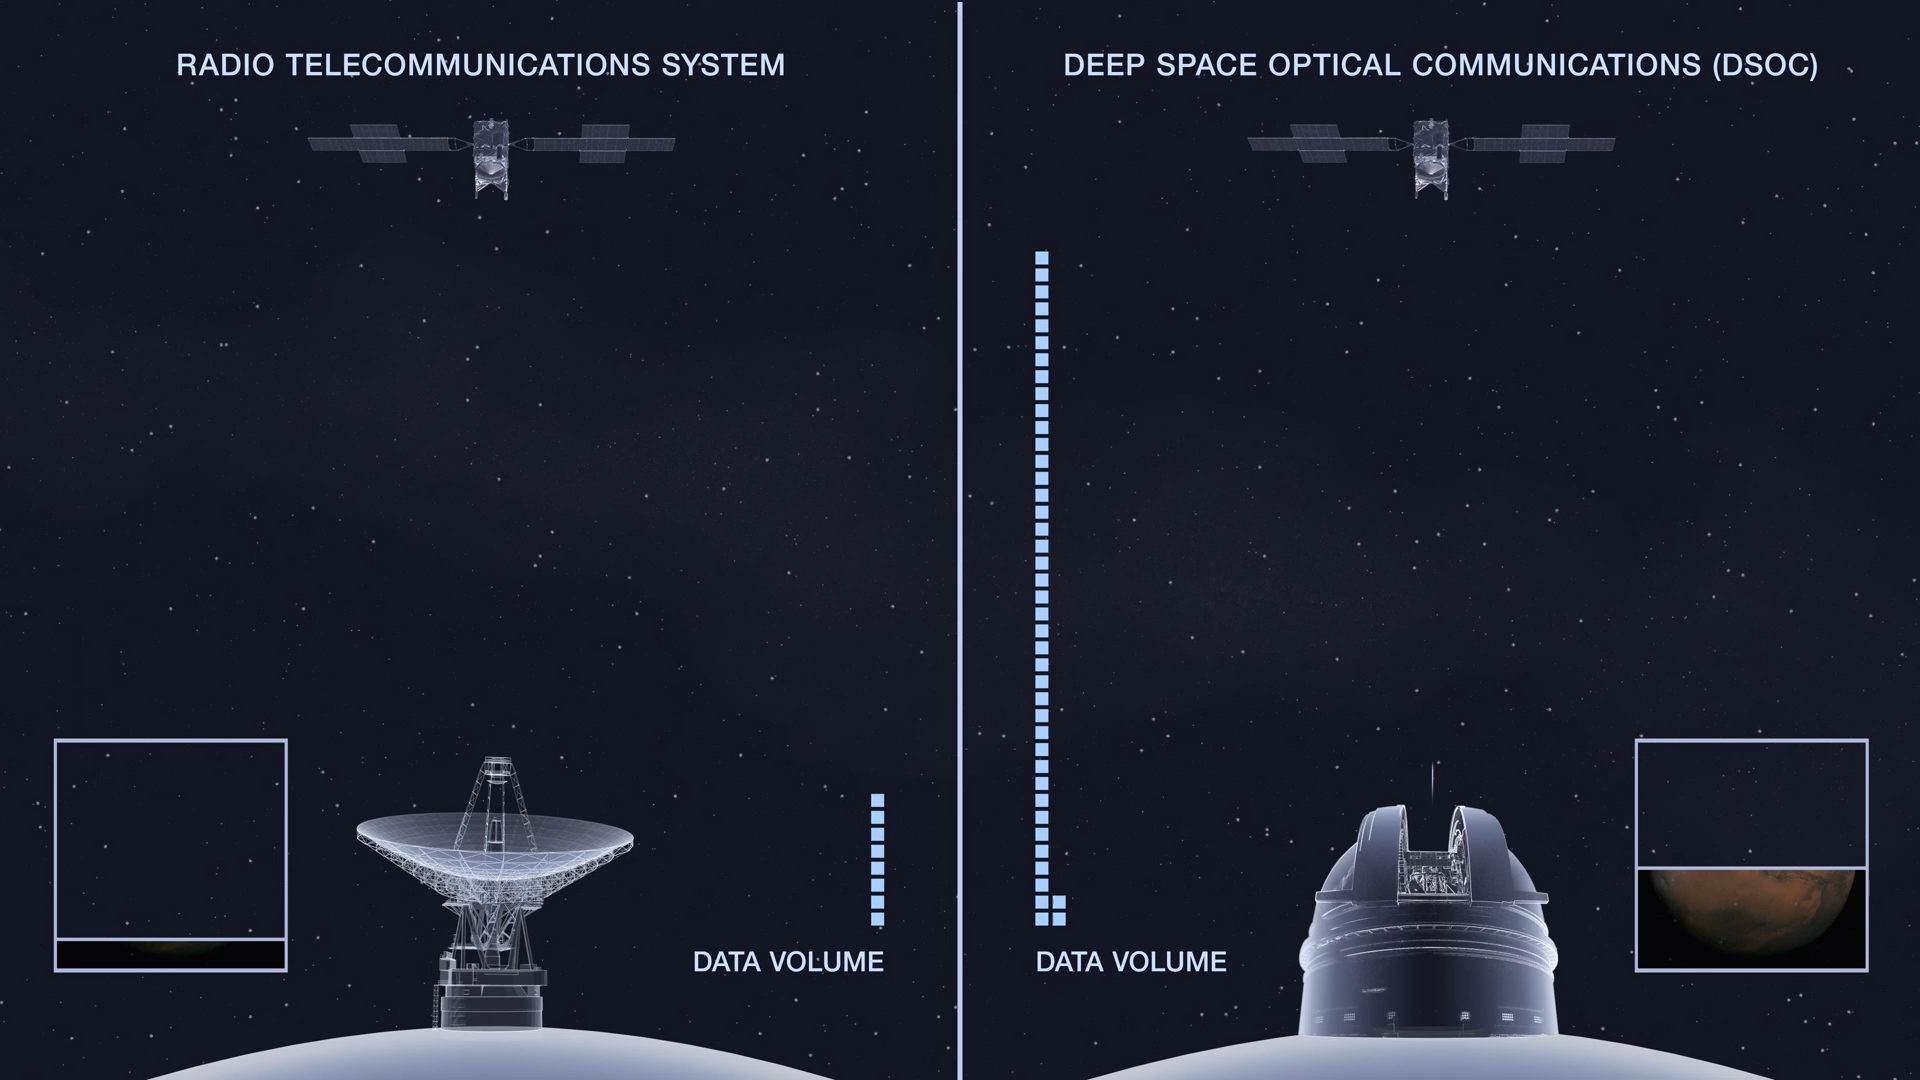 RADIO TELECOMMUNICATIONS SYSTEM
DATA VOLUME
DEEP SPACE OPTICAL COMMUNICATIONS (DSOC)
DATA VOLUME